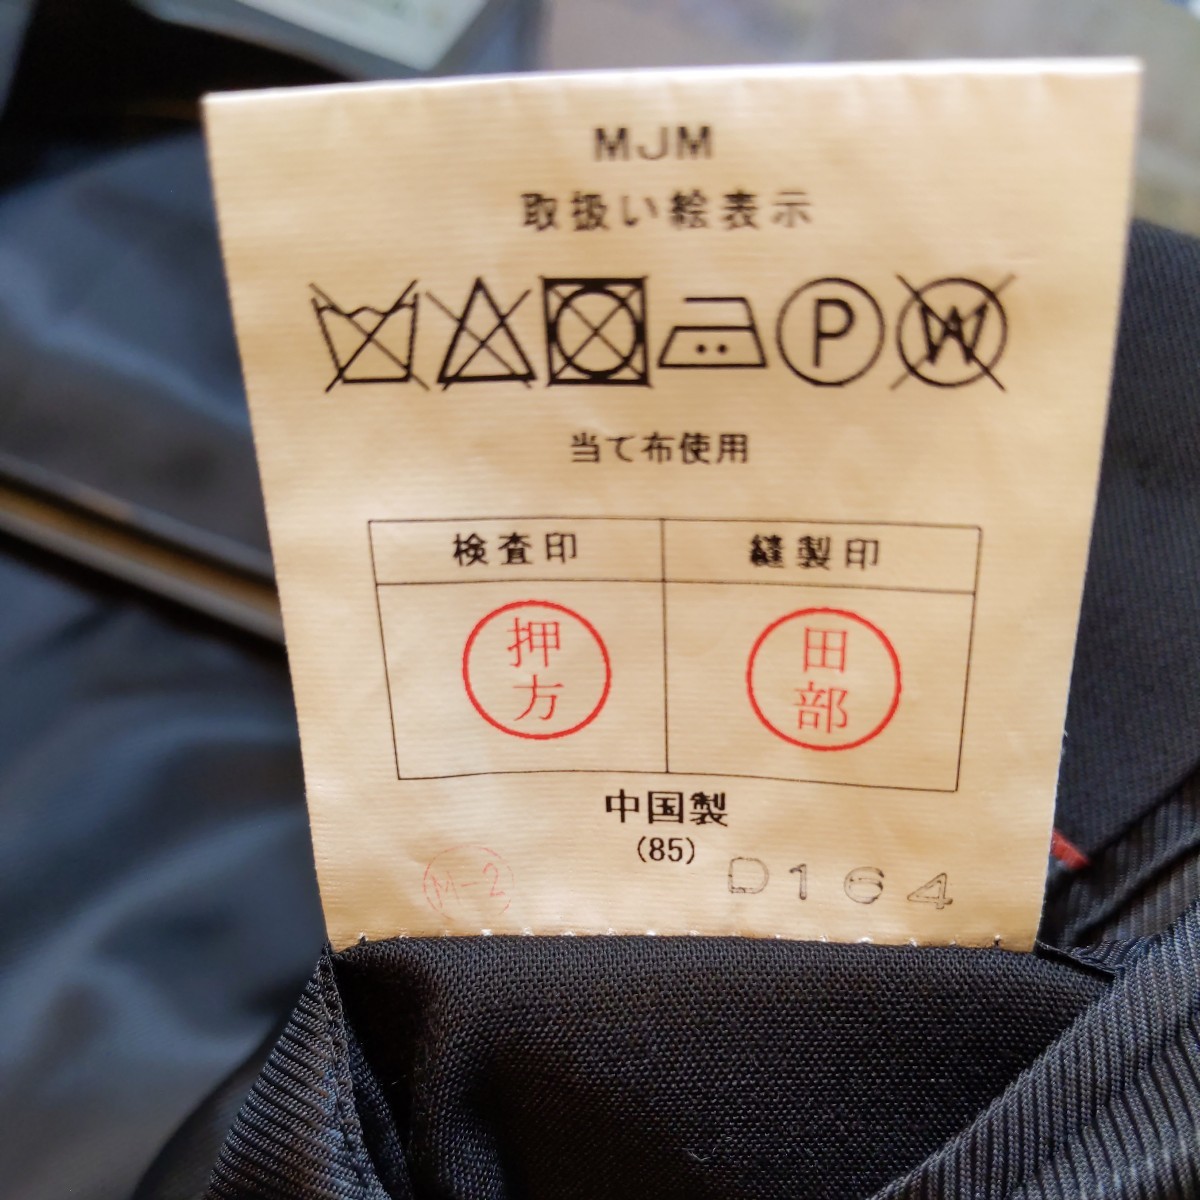 MJM
取扱い絵表示
P W
当て布使用
検査印 縫製印
押方 田部
中国製
(85)
M-2 D164